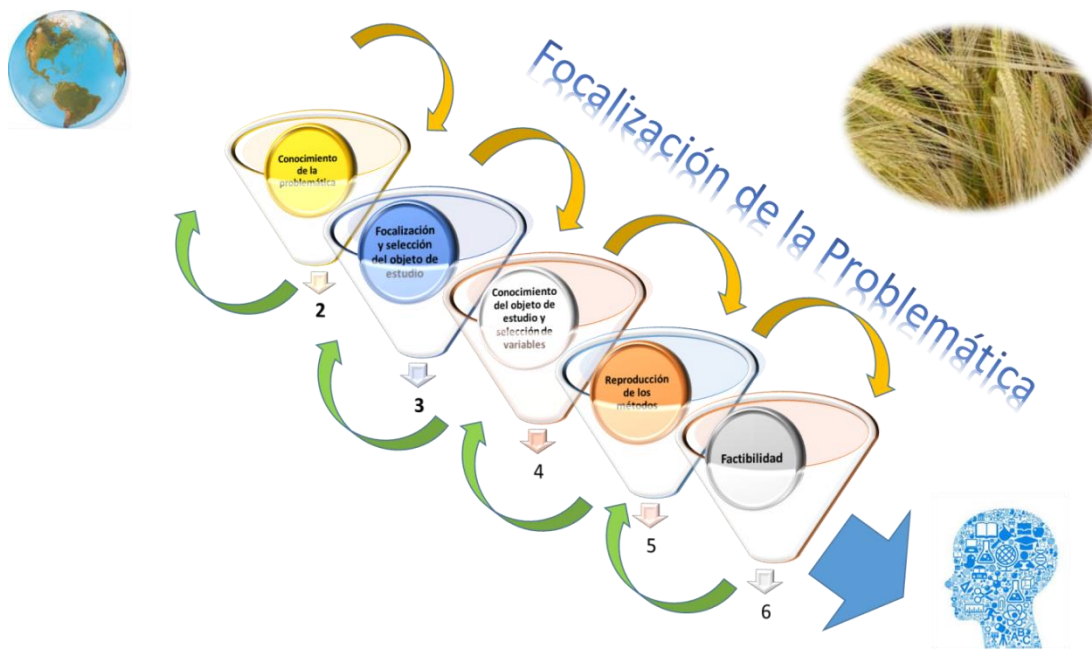 Focalización de la Problemática
Conocimiento
de la
problemática
2
Focalización
y selección
del objeto de
estudio
3
Conocimiento
del objeto de
estudio y
selección de
variables
4
Reproducción
de los
métodos
5
Factibilidad
6